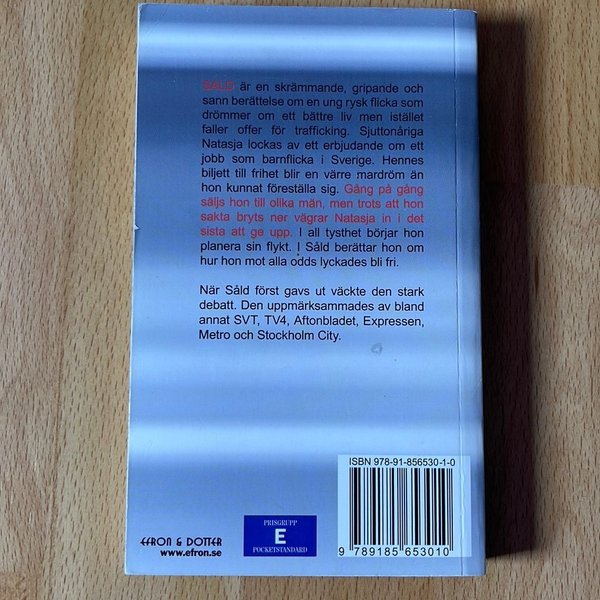 SÅLD är en skrämmande, gripande och
sann berättelse om en ung rysk flicka som
drömmer om ett bättre liv men istället
faller offer för trafficking. Sjuttonåriga
Natasja lockas av ett erbjudande om ett
jobb som barnflicka i Sverige. Hennes
biljett till frihet blir en värre mardröm än
hon kunnat föreställa sig. Gång på gång
säljs hon till olika män, men trots att hon
sakta bryts ner vägrar Natasja in i det
sista att ge upp. I all tysthet börjar hon
planera sin flykt. I Såld berättar hon om
hur hon mot alla odds lyckades bli fri.
När Såld först gavs ut väckte den stark
debatt. Den uppmärksammades av bland
annat SVT, TV4, Aftonbladet, Expressen,
Metro och Stockholm City.
ISBN 978-91-856530-1-0
9 789185 653010
PRISGRUPP
E
POCKETSTANDARD
EFRON & DOTTER
www.efron.se